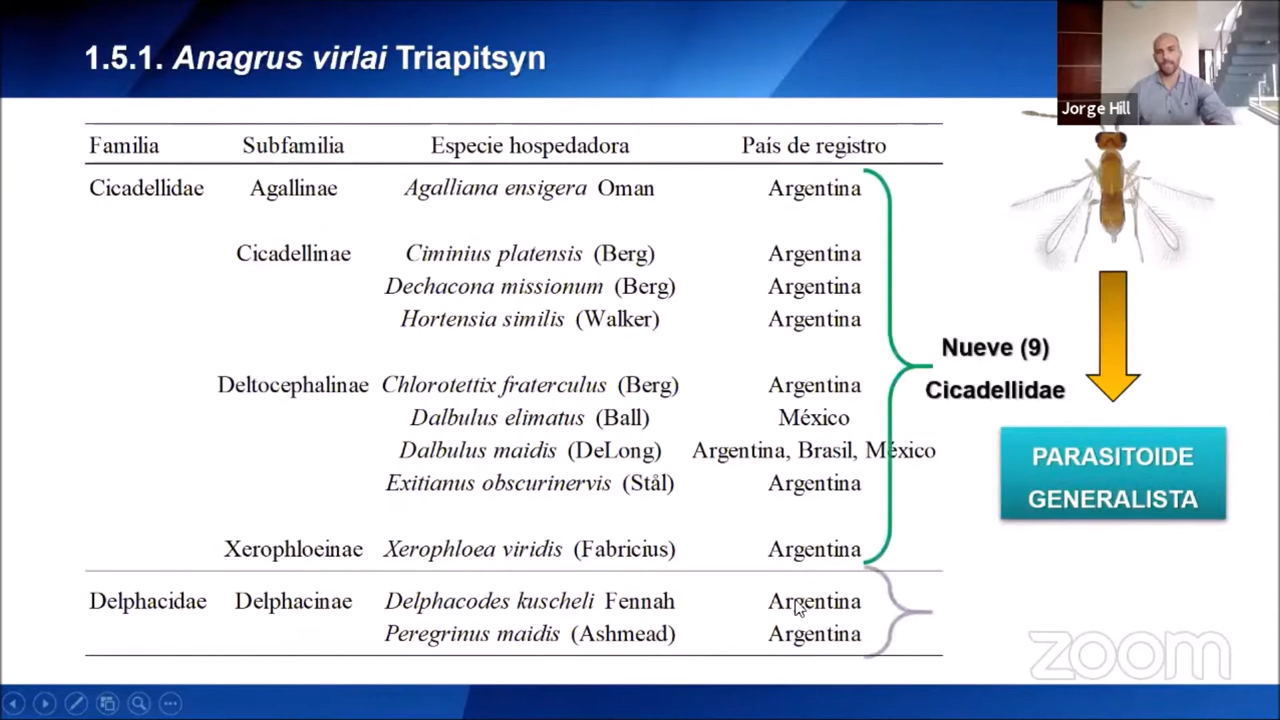 1.5.1. Anagrus virlai Triapitsyn
Jorge Hill
Familia Subfamilia Especie hospedadora País de registro
Cicadellidae Agallinae Agalliana ensigera Oman Argentina
Cicadellinae Ciminius platensis (Berg) Argentina
Dechacona missionum (Berg) Argentina
Hortensia similis (Walker) Argentina
Deltocephalinae Chlorotettix fraterculus (Berg) Argentina
Dalbulus elimatus (Ball) México
Dalbulus maidis (DeLong) Argentina, Brasil, México
Exitianus obscurinervis (Stål) Argentina
Xerophloeinae Xerophloea viridis (Fabricius) Argentina
Delphacidae Delphacinae Delphacodes kuscheli Fennah Argentina
Peregrinus maidis (Ashmead) Argentina
Nueve (9)
Cicadellidae
PARASITOIDE
GENERALISTA
zoom